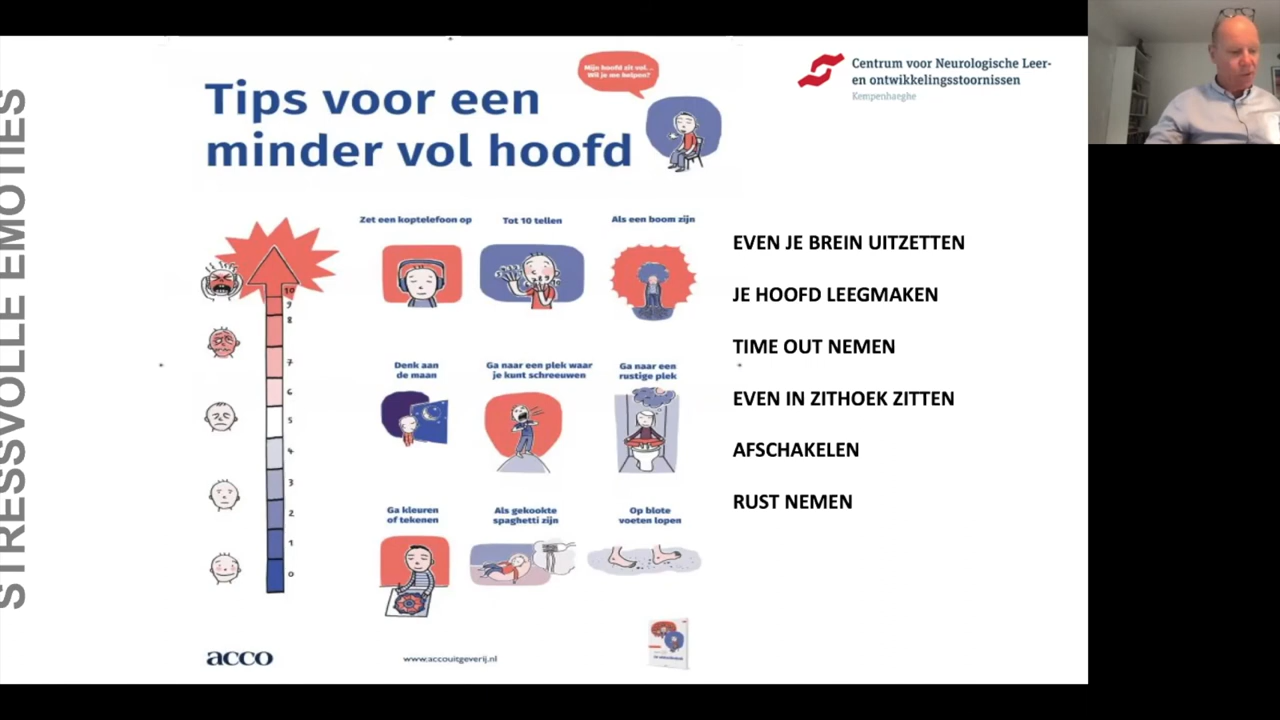 STRESSVOLLE EMOTIES
Tips voor een
minder vol hoofd
Mijn hoofd zit vol...
Wil je me helpen?
Centrum voor Neurologische Leer-
en ontwikkelingsstoornissen
Kempenhaeghe
Zet een koptelefoon op
Tot 10 tellen
Als een boom zijn
Denk aan
de maan
Ga naar een plek waar
je kunt schreeuwen
Ga naar een
rustige plek
Ga kleuren
of tekenen
Als gekookte
spaghetti zijn
Op blote
voeten lopen
10
9
8
7
6
5
4
3
2
1
0
EVEN JE BREIN UITZETTEN
JE HOOFD LEEGMAKEN
TIME OUT NEMEN
EVEN IN ZITHOEK ZITTEN
AFSCHAKELEN
RUST NEMEN
acco
www.accouitgeverij.nl